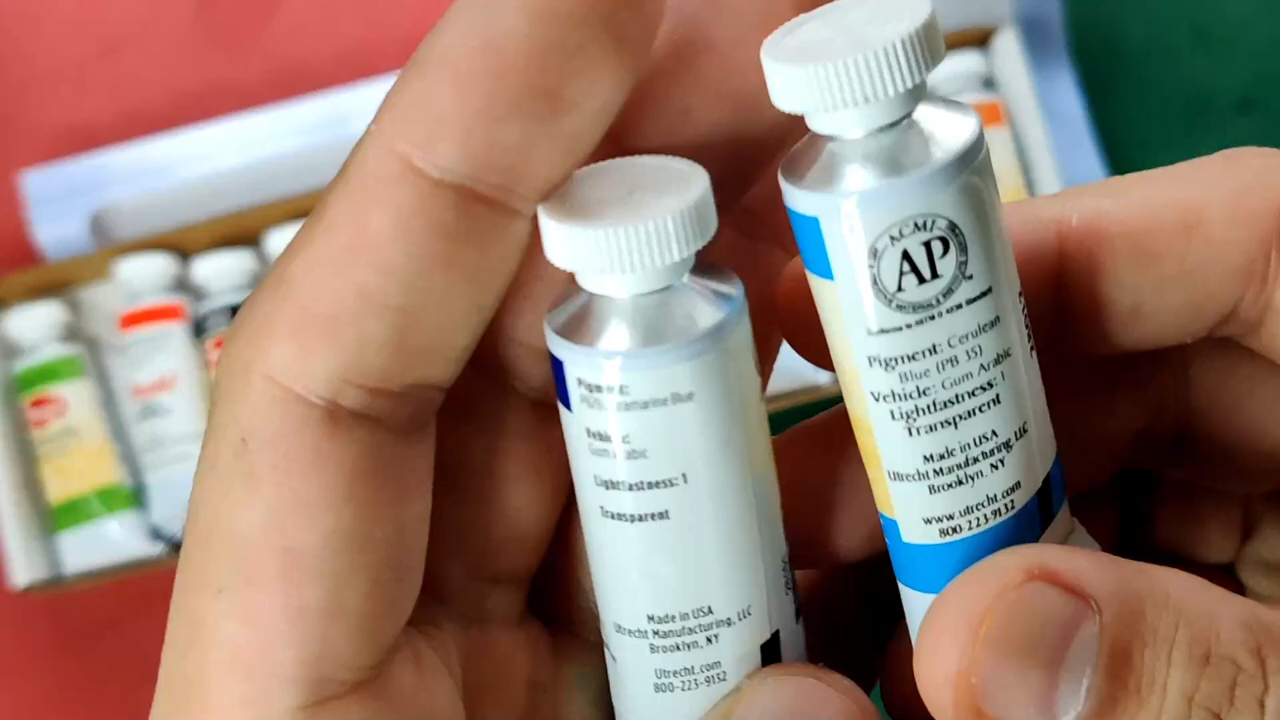 Pigment:
PB29, Ultramarine Blue
Vehicle:
Gum Arabic
Lightfastness: 1
Transparent
Made in USA
Utrecht Manufacturing, LLC
Brooklyn, NY
Utrecht.com
800-223-9132
ACMI
AP
Pigment: Cerulean
Blue (PB 35)
Vehicle: Gum Arabic
Lightfastness: 1
Transparent
Made in USA
Utrecht Manufacturing, LLC
Brooklyn, NY
www.utrecht.com
800-223-9132